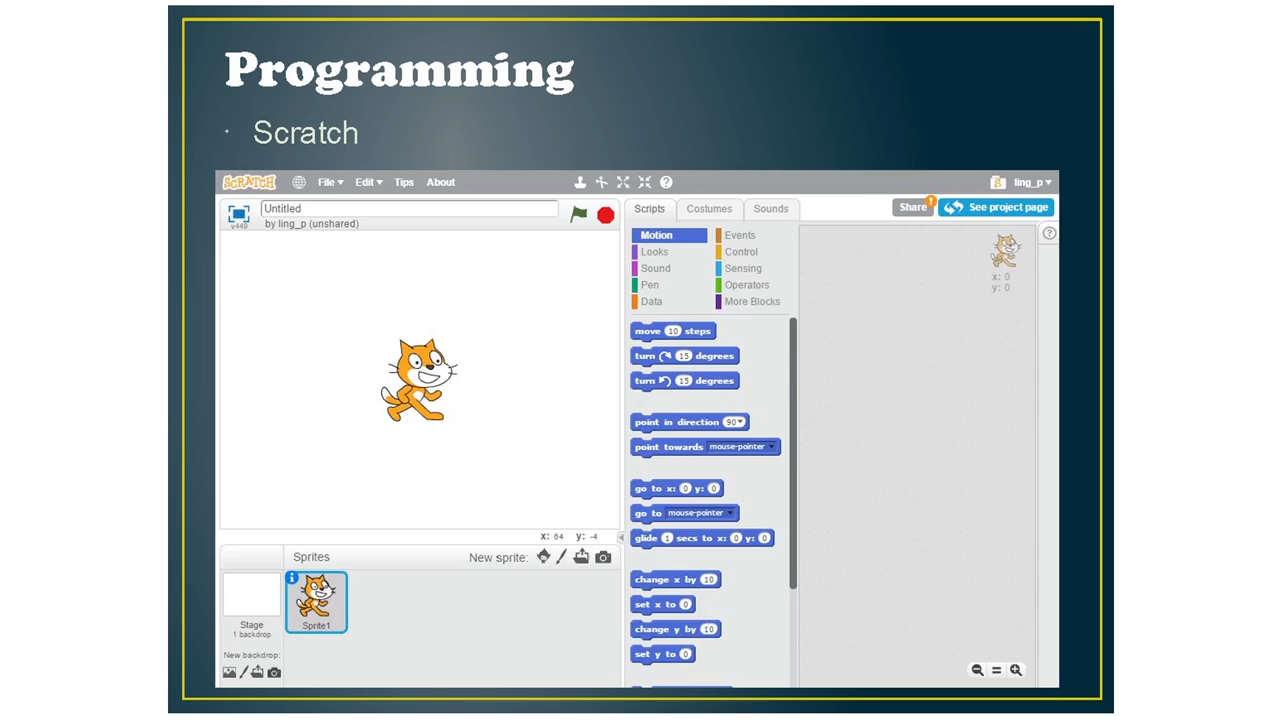 Programming
· Scratch
SCRATCH File Edit Tips About ling_p
v449 Untitled
by ling_p (unshared)
Scripts Costumes Sounds Share ! See project page
Motion Events
Looks Control
Sound Sensing
Pen Operators
Data More Blocks
x: 0
y: 0
move 10 steps
turn 15 degrees
turn 15 degrees
point in direction 90
point towards mouse-pointer
go to x: 0 y: 0
go to mouse-pointer
glide 1 secs to x: 0 y: 0
change x by 10
set x to 0
change y by 10
set y to 0
x: 64 y: -4
Sprites New sprite:
Stage
1 backdrop
Sprite1
New backdrop: